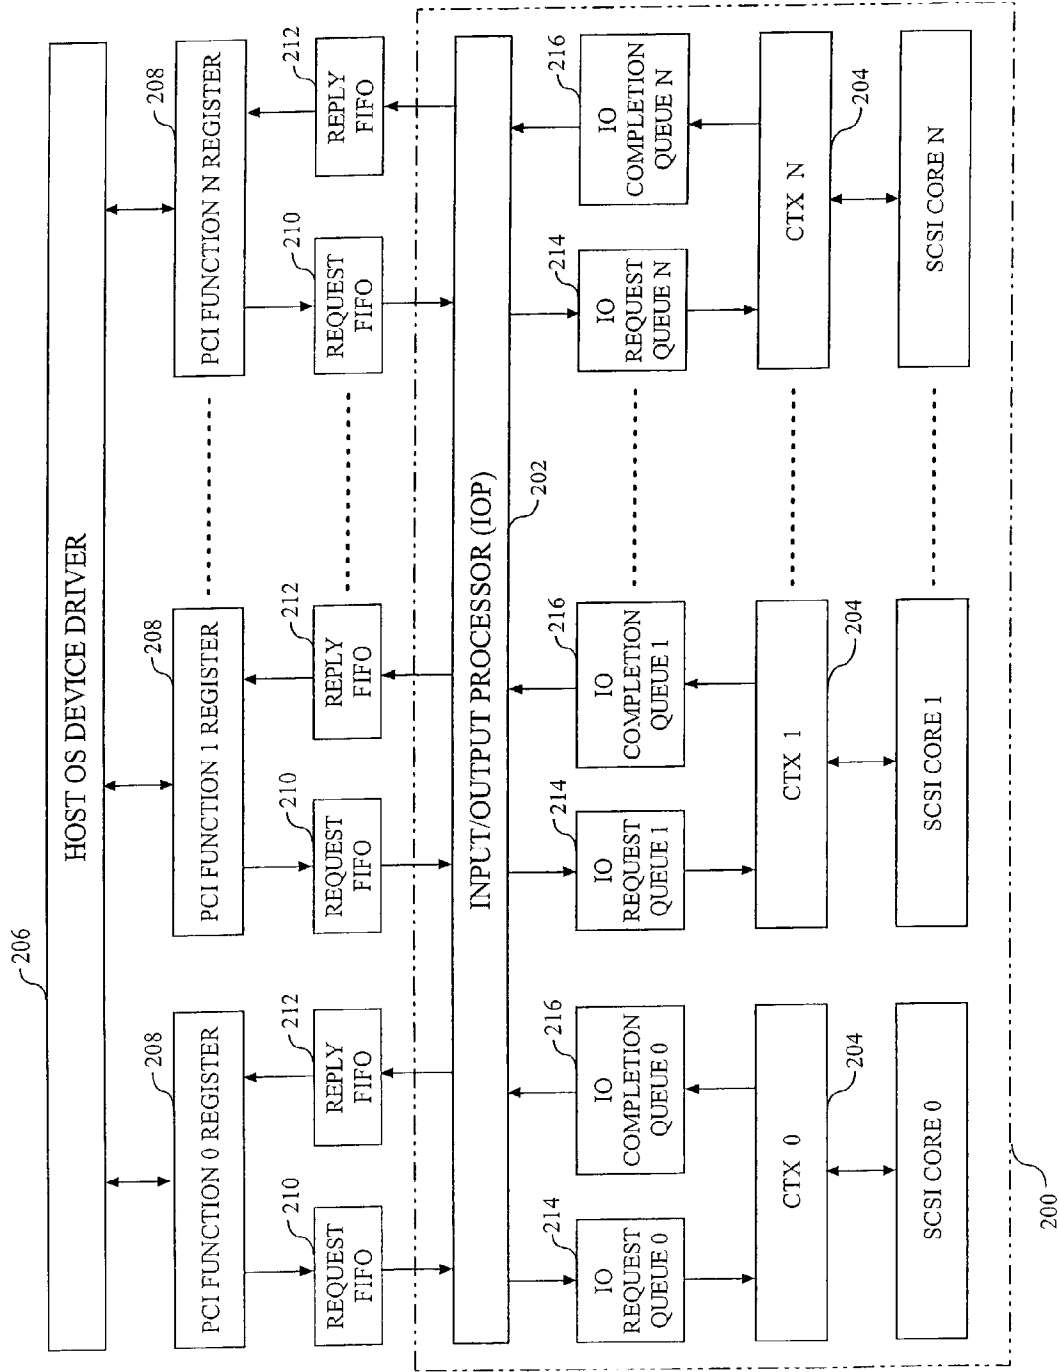 206
HOST OS DEVICE DRIVER
208
208
208
PCI FUNCTION 0 REGISTER
PCI FUNCTION 1 REGISTER
PCI FUNCTION N REGISTER
210
212
210
212
210
212
REQUEST
FIFO
REPLY
FIFO
REQUEST
FIFO
REPLY
FIFO
REQUEST
FIFO
REPLY
FIFO
INPUT/OUTPUT PROCESSOR (IOP)
202
214
216
214
216
214
216
IO
REQUEST
QUEUE 0
IO
COMPLETION
QUEUE 0
IO
REQUEST
QUEUE 1
IO
COMPLETION
QUEUE 1
IO
REQUEST
QUEUE N
IO
COMPLETION
QUEUE N
CTX 0
CTX 1
CTX N
204
204
204
SCSI CORE 0
SCSI CORE 1
SCSI CORE N
200